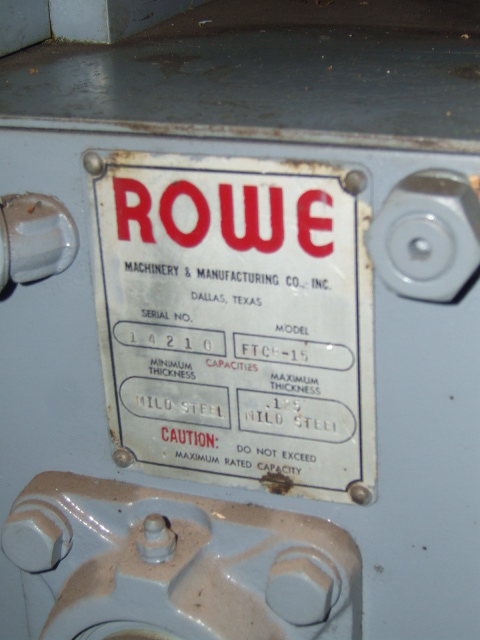 ROWE
MACHINERY & MANUFACTURING CO., INC.
DALLAS, TEXAS
SERIAL NO. MODEL
14210
CAPACITIES
MINIMUM THICKNESS MAXIMUM THICKNESS
MILD STEEL MILD STEEL
CAUTION: DO NOT EXCEED
MAXIMUM RATED CAPACITY